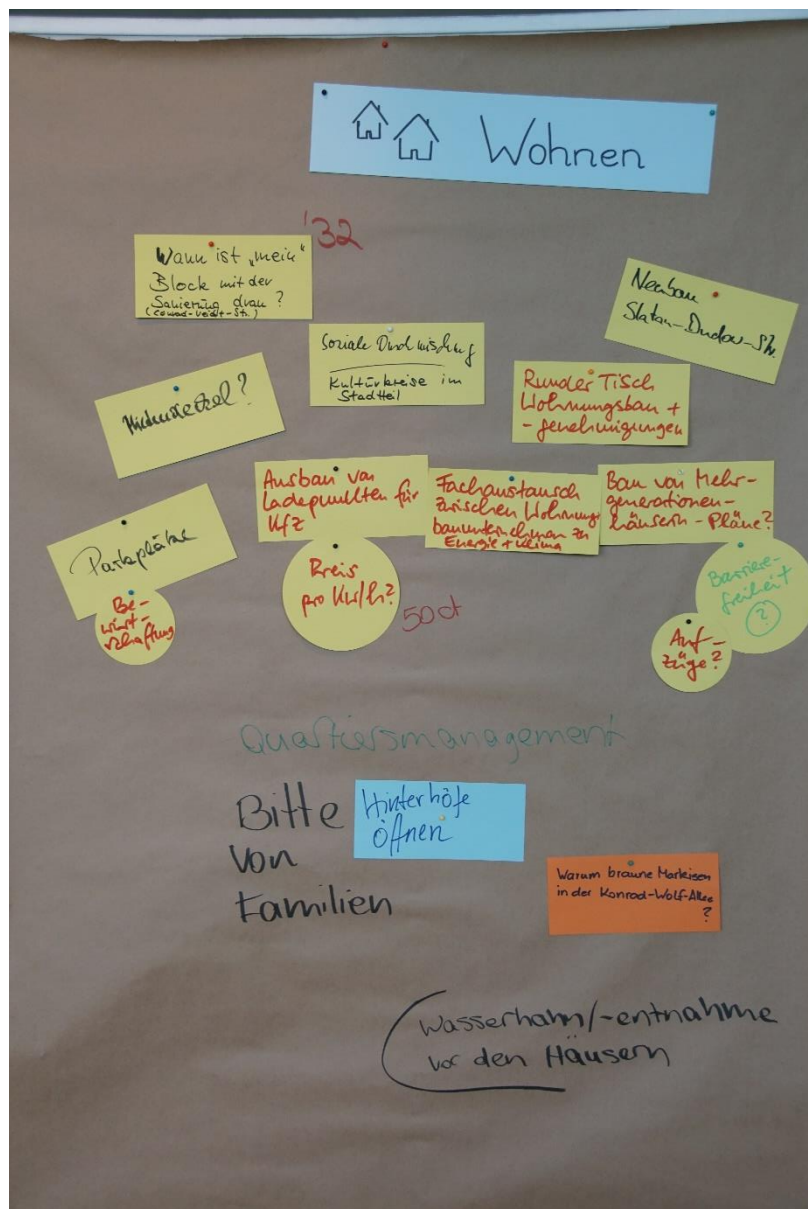 Wohnen
'32
Wann ist „mein"
Block mit der
Sanierung dran?
(Conrad-Veidt-Str.)
Neubau
Slatan-Dudow-Str.
Soziale Durchmischung
Kulturkreise im
Stadtteil
Runder Tisch
Wohnungsbau +
-genehmigungen
Ausbau von
Ladepunkten für
Kfz
Fachaustausch
zwischen Wohnungs
bauunternehmen zu
Energie + Klima
Bau von Mehr-
generationen-
häusern - Pläne?
Parkplätze
Be-
wirt-
schaftung
Preis
pro Kw/h?
50 ct
Barriere-
freiheit
?
Auf-
züge?
Quartiersmanagement
Bitte
von
Familien
Hinterhöfe
öffnen
Warum braune Markisen
in der Konrad-Wolf-Allee
?
Wasserhahn/-entnahme
vor den Häusern